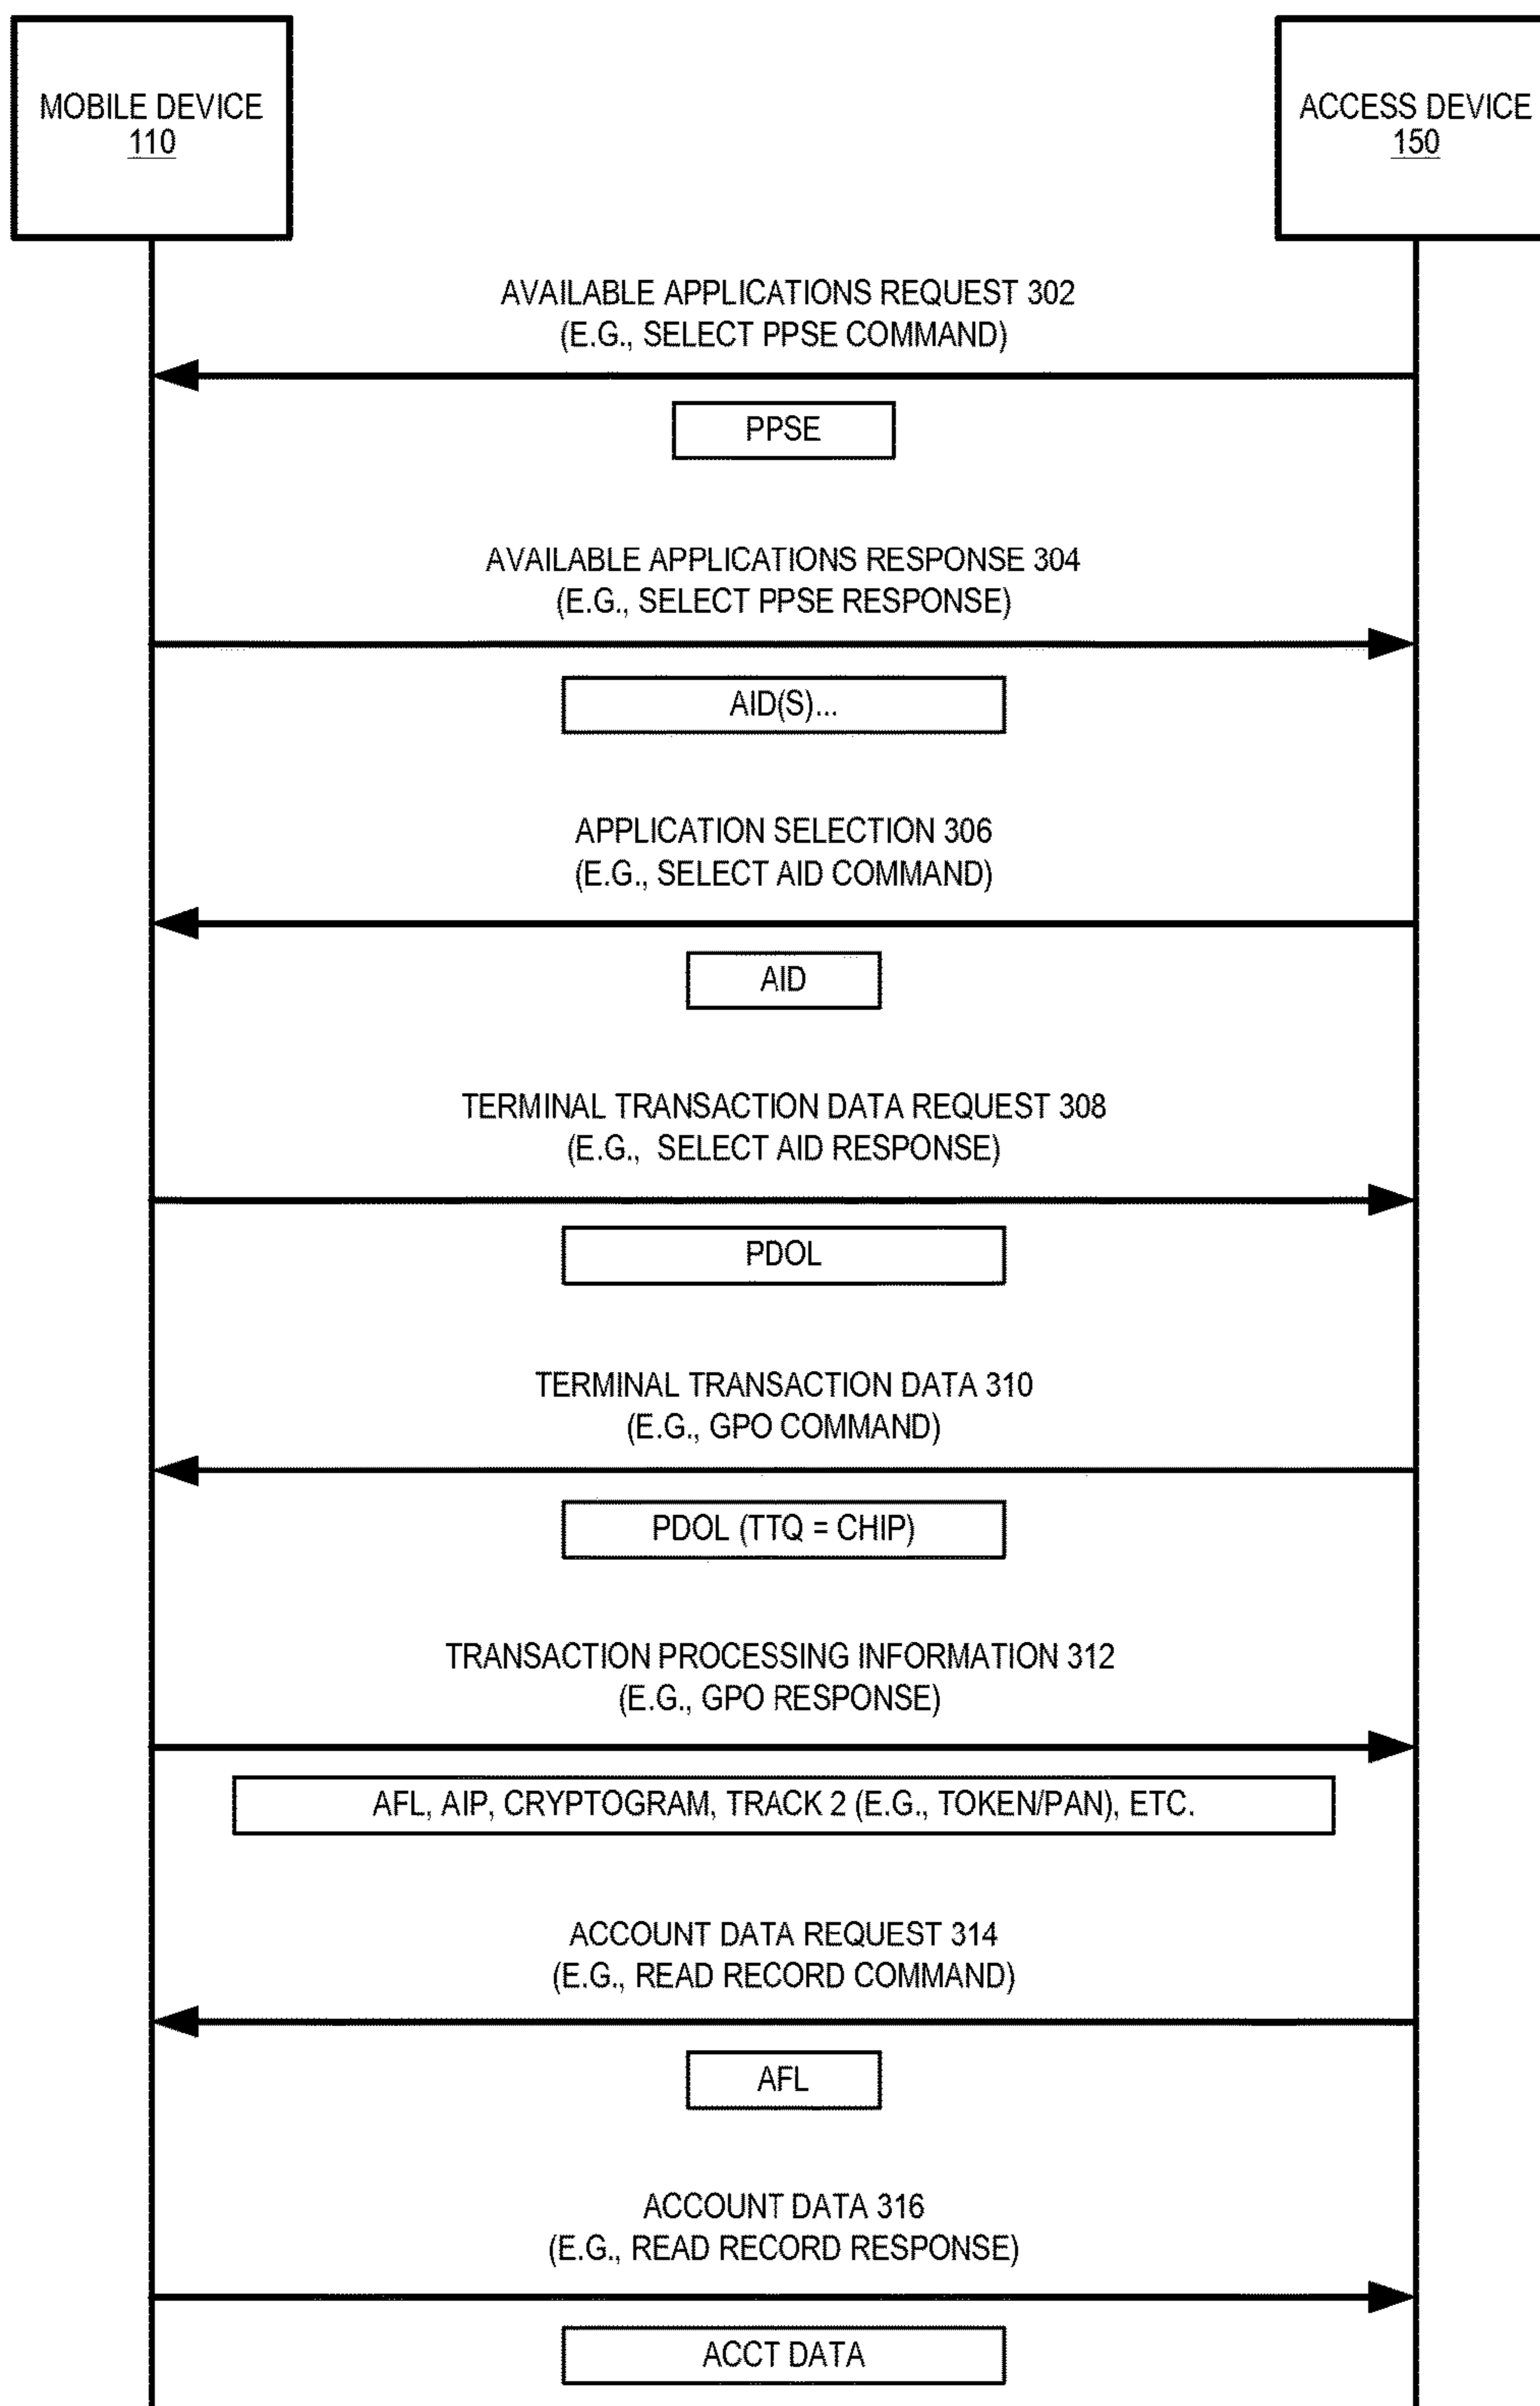 MOBILE DEVICE
110
ACCESS DEVICE
150
AVAILABLE APPLICATIONS REQUEST 302
(E.G., SELECT PPSE COMMAND)
PPSE
AVAILABLE APPLICATIONS RESPONSE 304
(E.G., SELECT PPSE RESPONSE)
AID(S)...
APPLICATION SELECTION 306
(E.G., SELECT AID COMMAND)
AID
TERMINAL TRANSACTION DATA REQUEST 308
(E.G., SELECT AID RESPONSE)
PDOL
TERMINAL TRANSACTION DATA 310
(E.G., GPO COMMAND)
PDOL (TTQ = CHIP)
TRANSACTION PROCESSING INFORMATION 312
(E.G., GPO RESPONSE)
AFL, AIP, CRYPTOGRAM, TRACK 2 (E.G., TOKEN/PAN), ETC.
ACCOUNT DATA REQUEST 314
(E.G., READ RECORD COMMAND)
AFL
ACCOUNT DATA 316
(E.G., READ RECORD RESPONSE)
ACCT DATA